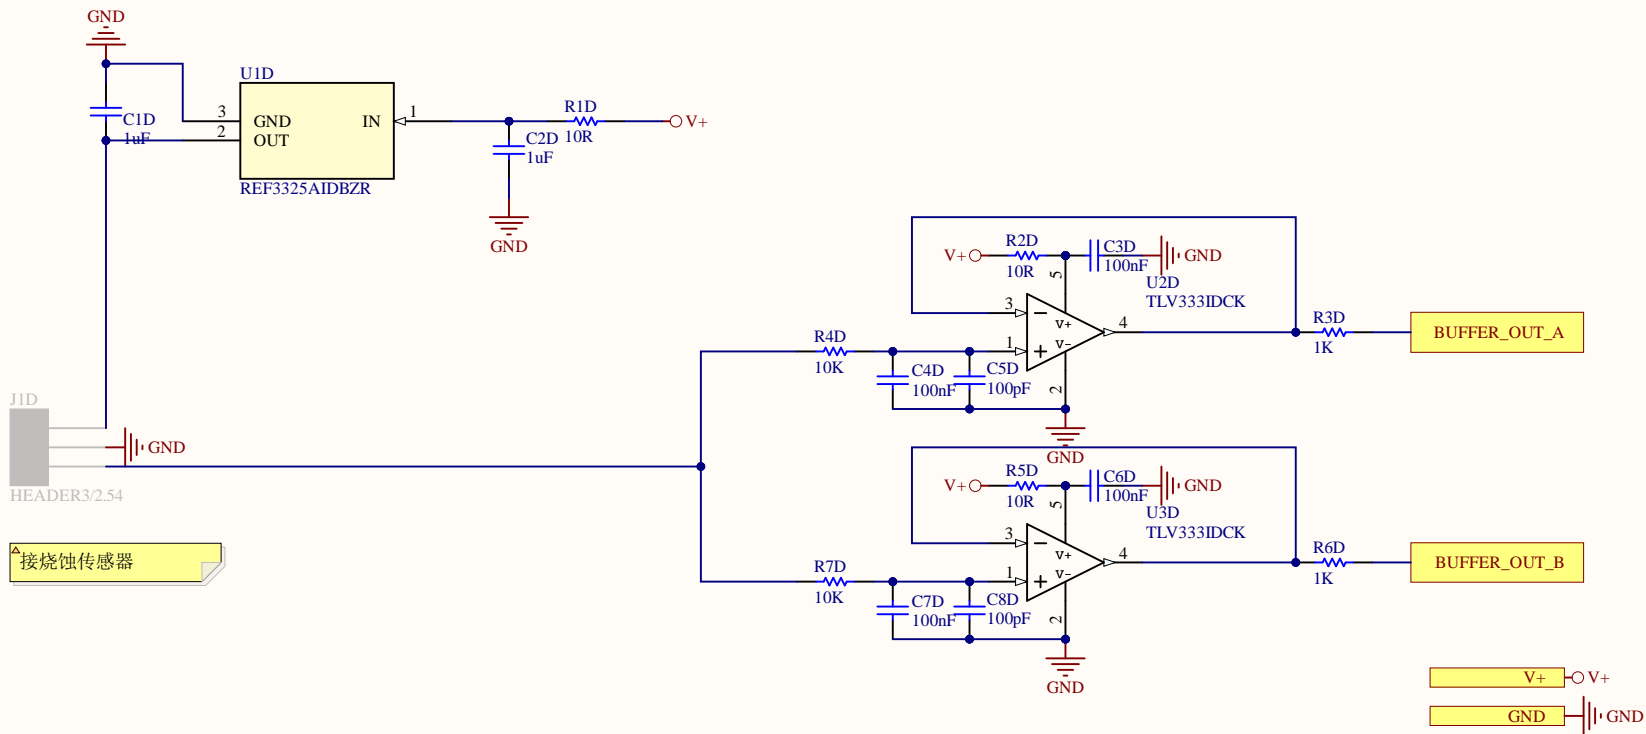 GND
U1D
C1D
1uF
3
GND
IN
1
2
OUT
REF3325AIDBZR
R1D
10R
V+
C2D
1uF
GND
V+
R2D
10R
C3D
100nF
GND
5
U2D
TLV333IDCK
3
V+
4
1
V-
2
R3D
1K
BUFFER_OUT_A
R4D
10K
C4D
100nF
C5D
100pF
GND
J1D
GND
HEADER3/2.54
V+
R5D
10R
C6D
100nF
GND
5
U3D
TLV333IDCK
3
V+
4
1
V-
2
R6D
1K
BUFFER_OUT_B
接烧蚀传感器
R7D
10K
C7D
100nF
C8D
100pF
GND
V+
V+
GND
GND